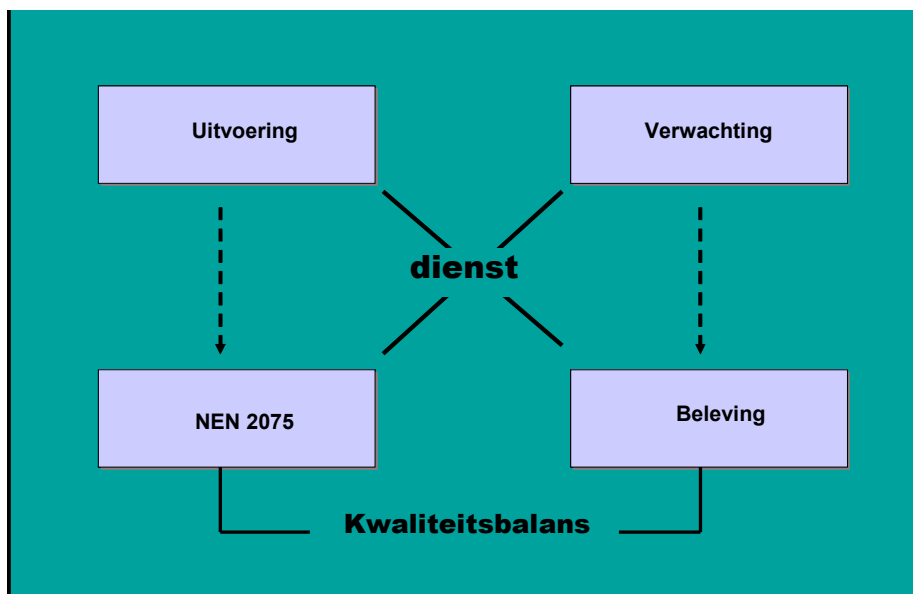 Uitvoering
Verwachting
dienst
NEN 2075
Beleving
Kwaliteitsbalans